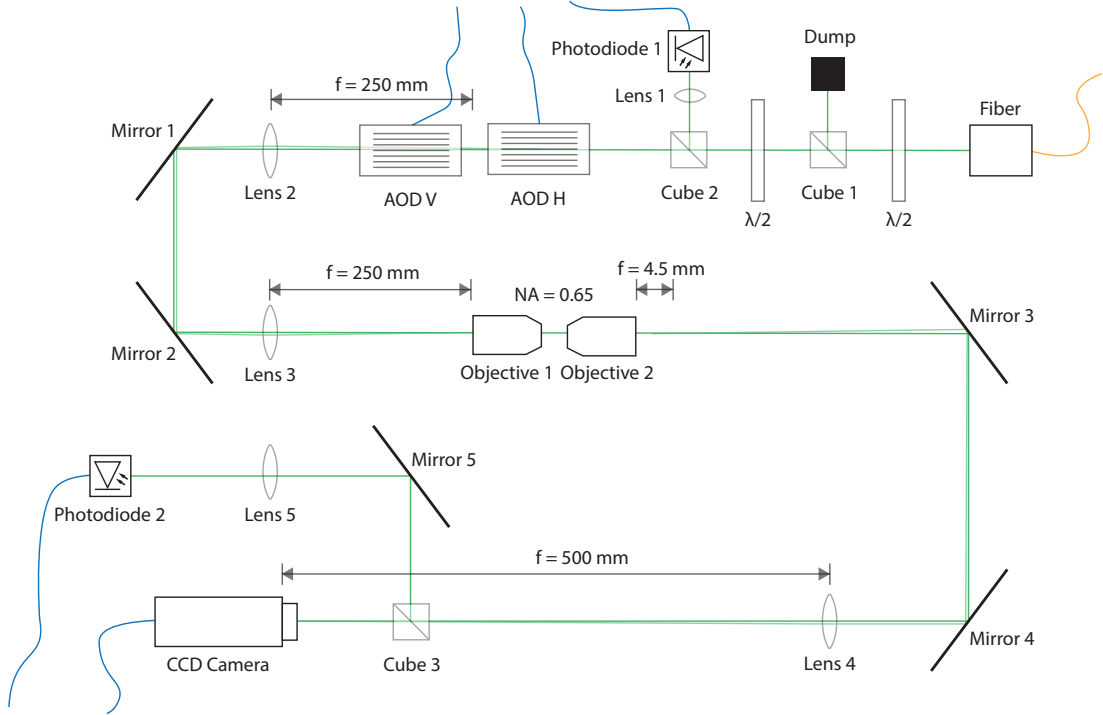 Photodiode 1
Dump
f = 250 mm
Lens 1
Fiber
Mirror 1
Lens 2
AOD V
AOD H
Cube 2
Cube 1
λ/2
λ/2
f = 250 mm
f = 4.5 mm
NA = 0.65
Mirror 3
Mirror 2
Lens 3
Objective 1
Objective 2
Mirror 5
Photodiode 2
Lens 5
f = 500 mm
CCD Camera
Cube 3
Lens 4
Mirror 4